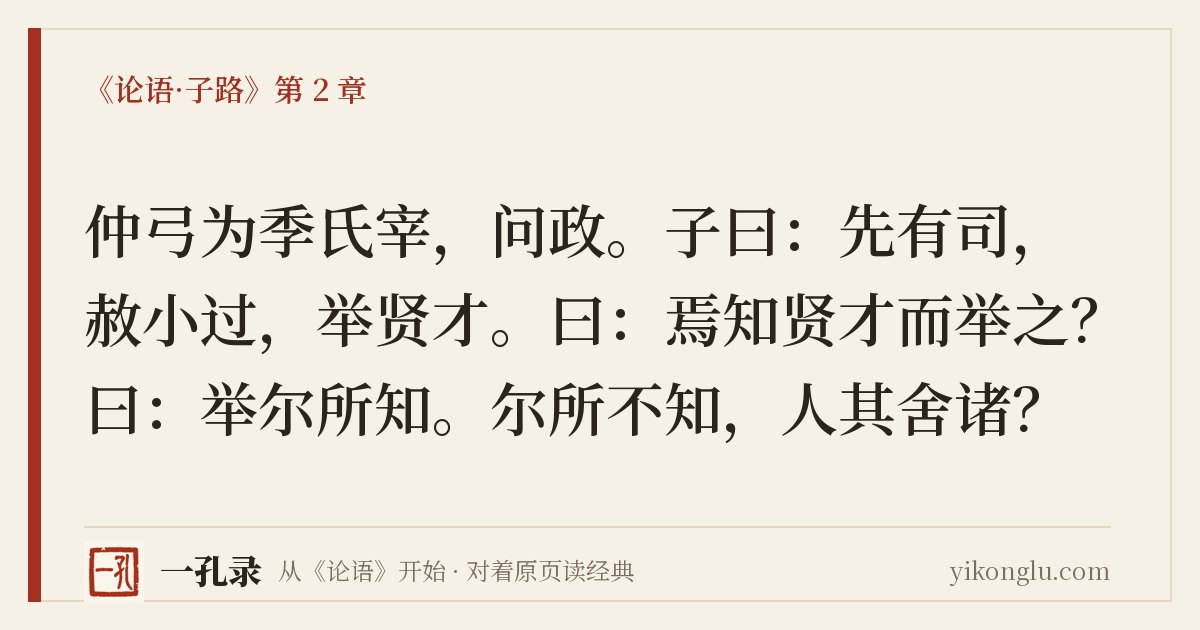 《论语·子路》第 2 章
仲弓为季氏宰，问政。子曰：先有司，
赦小过，举贤才。曰：焉知贤才而举之？
曰：举尔所知。尔所不知，人其舍诸？
一孔
一孔录 从《论语》开始 · 对着原页读经典 yikonglu.com